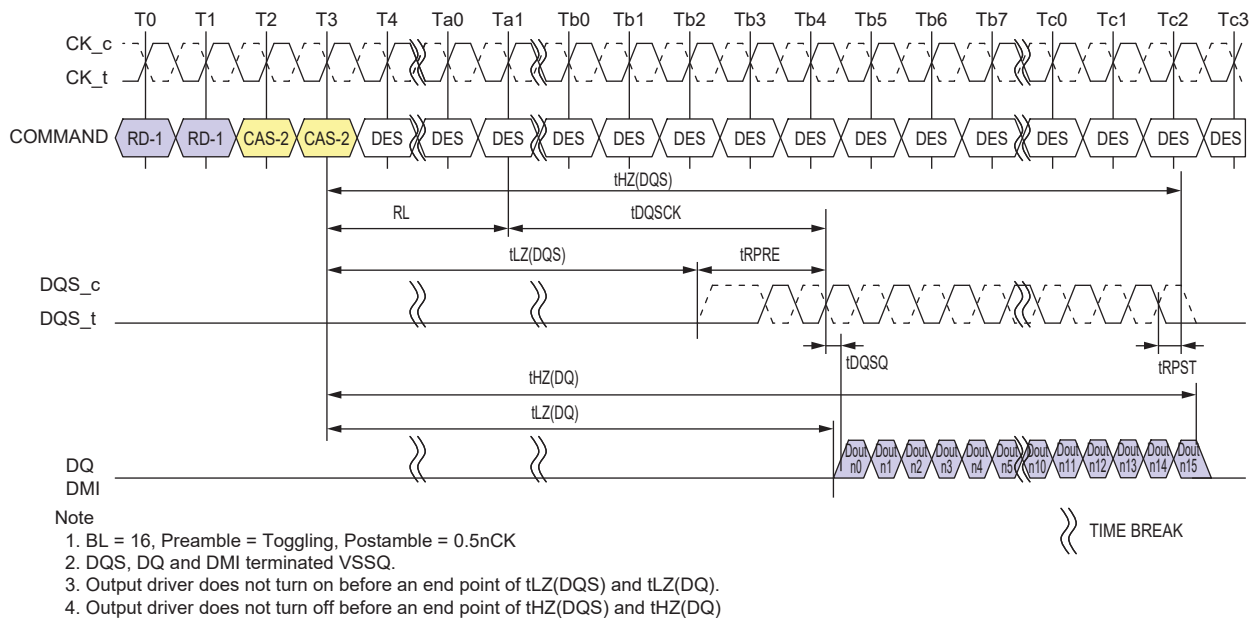 T0 T1 T2 T3 T4 Ta0 Ta1 Tb0 Tb1 Tb2 Tb3 Tb4 Tb5 Tb6 Tb7 Tc0 Tc1 Tc2 Tc3
CK_c
CK_t
COMMAND RD-1 RD-1 CAS-2 CAS-2 DES DES DES DES DES DES DES DES DES DES DES DES DES DES DES
tHZ(DQS)
RL tDQSCK
tLZ(DQS) tRPRE
DQS_c
DQS_t
tDQSQ tRPST
tHZ(DQ)
tLZ(DQ)
DQ Dout Dout Dout Dout Dout Dout Dout Dout Dout Dout Dout Dout
n0 n1 n2 n3 n4 n5 n10 n11 n12 n13 n14 n15
DMI
Note
1. BL = 16, Preamble = Toggling, Postamble = 0.5nCK
TIME BREAK
2. DQS, DQ and DMI terminated VSSQ.
3. Output driver does not turn on before an end point of tLZ(DQS) and tLZ(DQ).
4. Output driver does not turn off before an end point of tHZ(DQS) and tHZ(DQ)